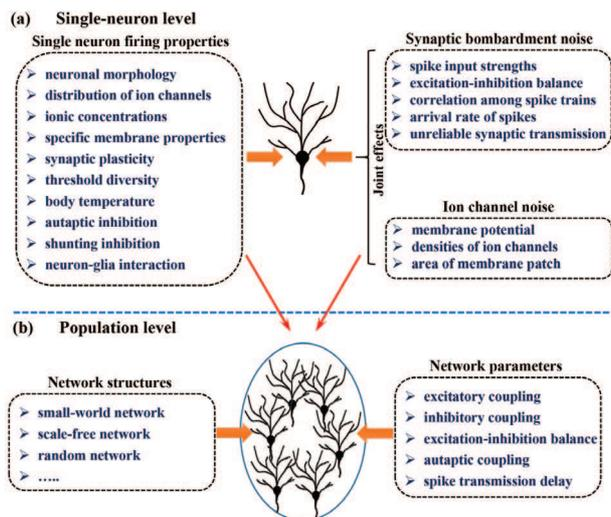 (a) Single-neuron level
Single neuron firing properties
neuronal morphology
distribution of ion channels
ionic concentrations
specific membrane properties
synaptic plasticity
threshold diversity
body temperature
autaptic inhibition
shunting inhibition
neuron-glia interaction
Joint effects
Synaptic bombardment noise
spike input strengths
excitation-inhibition balance
correlation among spike trains
arrival rate of spikes
unreliable synaptic transmission
Ion channel noise
membrane potential
densities of ion channels
area of membrane patch
(b) Population level
Network structures
small-world network
scale-free network
random network
.....
Network parameters
excitatory coupling
inhibitory coupling
excitation-inhibition balance
autaptic coupling
spike transmission delay